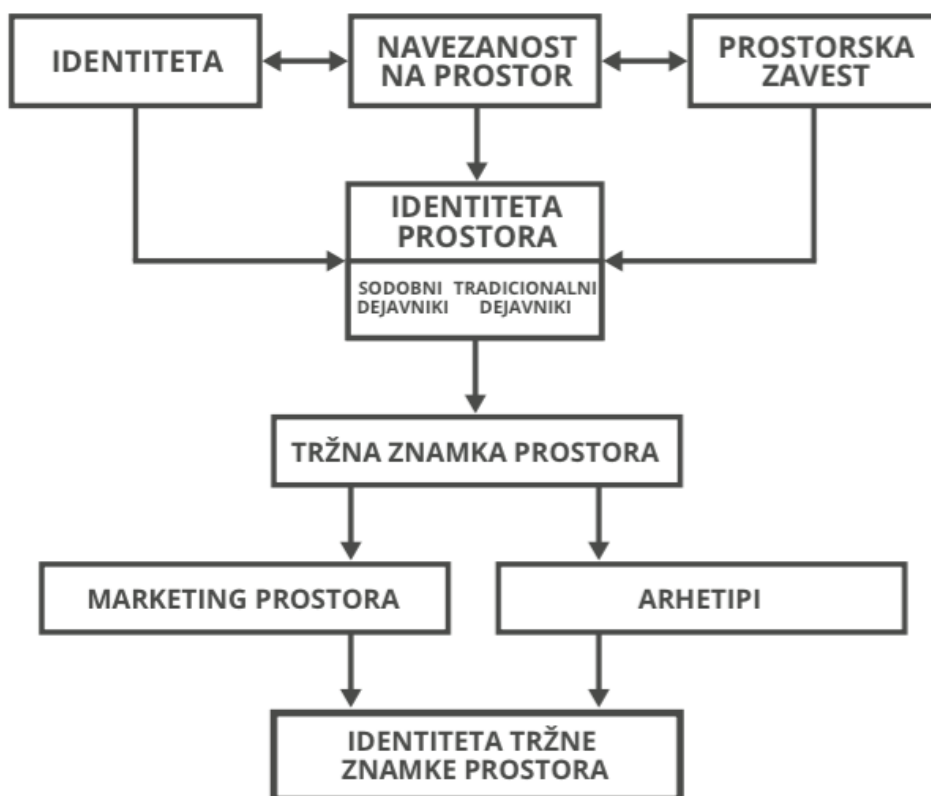 IDENTITETA
NAVEZANOST
NA PROSTOR
PROSTORSKA
ZAVEST
IDENTITETA
PROSTORA
SODOBNI
DEJAVNIKI
TRADICIONALNI
DEJAVNIKI
TRŽNA ZNAMKA PROSTORA
MARKETING PROSTORA
ARHETIPI
IDENTITETA TRŽNE
ZNAMKE PROSTORA